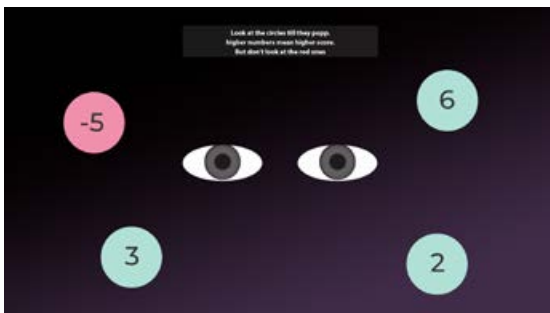 Look at the circles till they popp.
higher numbers mean higher score.
But don't look at the red ones
-5
6
3
2